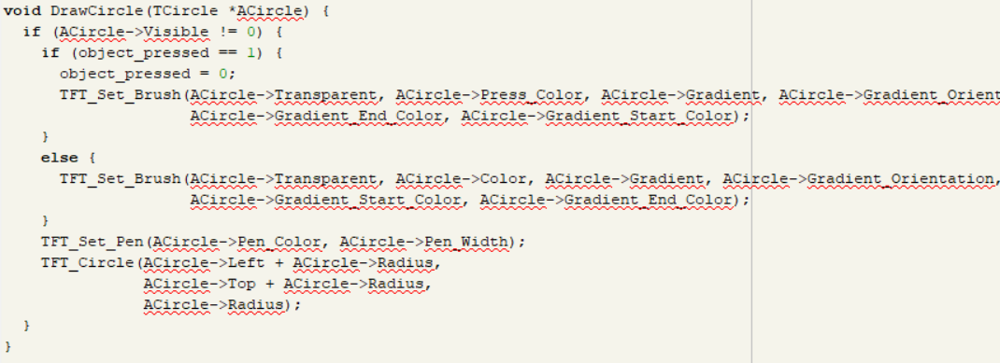 void DrawCircle(TCircle *ACircle) {
  if (ACircle->Visible != 0) {
    if (object_pressed == 1) {
      object_pressed = 0;
      TFT_Set_Brush(ACircle->Transparent, ACircle->Press_Color, ACircle->Gradient, ACircle->Gradient_Orient
                    ACircle->Gradient_End_Color, ACircle->Gradient_Start_Color);
    }
    else {
      TFT_Set_Brush(ACircle->Transparent, ACircle->Color, ACircle->Gradient, ACircle->Gradient_Orientation,
                    ACircle->Gradient_Start_Color, ACircle->Gradient_End_Color);
    }
    TFT_Set_Pen(ACircle->Pen_Color, ACircle->Pen_Width);
    TFT_Circle(ACircle->Left + ACircle->Radius,
               ACircle->Top + ACircle->Radius,
               ACircle->Radius);
  }
}